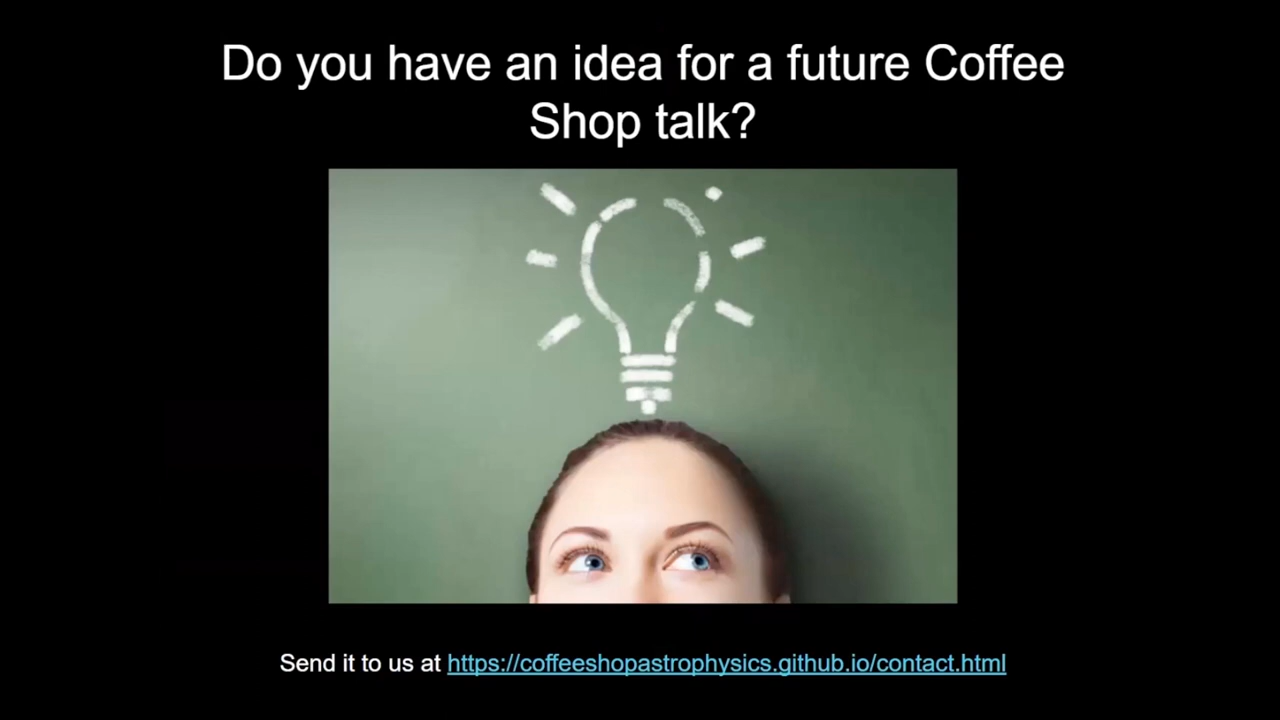 Do you have an idea for a future Coffee
Shop talk?
Send it to us at https://coffeeshopastrophysics.github.io/contact.html